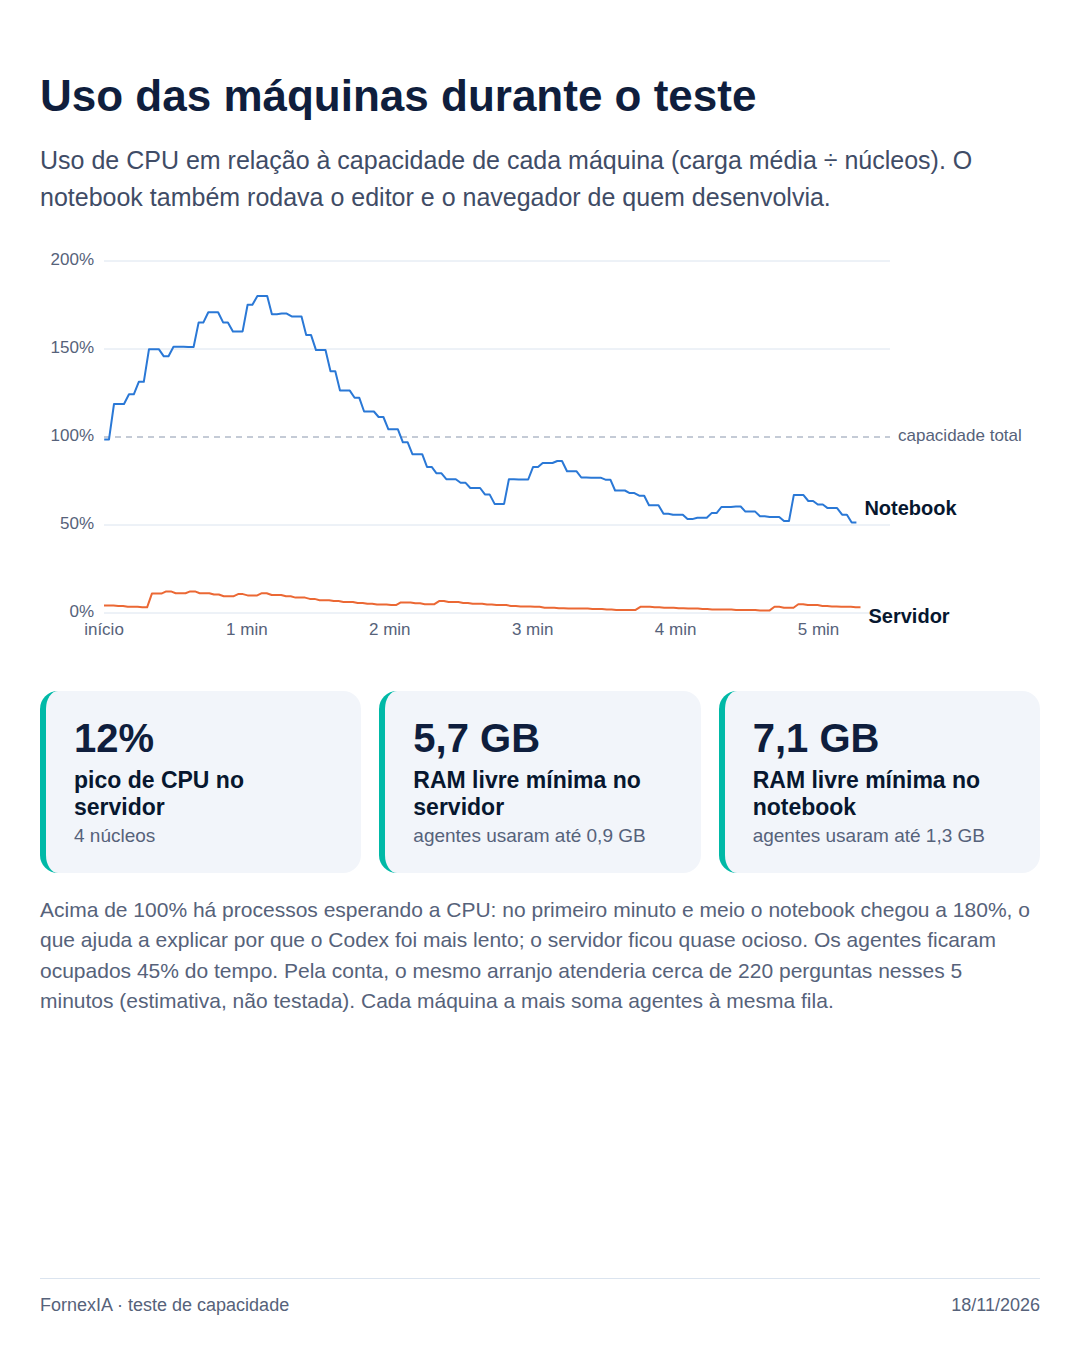 Uso das máquinas durante o teste
Uso de CPU em relação à capacidade de cada máquina (carga média ÷ núcleos). O
notebook também rodava o editor e o navegador de quem desenvolvia.
200%
150%
100%
capacidade total
50%
Notebook
0%
Servidor
início
1 min
2 min
3 min
4 min
5 min
12%
pico de CPU no
servidor
4 núcleos
5,7 GB
RAM livre mínima no
servidor
agentes usaram até 0,9 GB
7,1 GB
RAM livre mínima no
notebook
agentes usaram até 1,3 GB
Acima de 100% há processos esperando a CPU: no primeiro minuto e meio o notebook chegou a 180%, o
que ajuda a explicar por que o Codex foi mais lento; o servidor ficou quase ocioso. Os agentes ficaram
ocupados 45% do tempo. Pela conta, o mesmo arranjo atenderia cerca de 220 perguntas nesses 5
minutos (estimativa, não testada). Cada máquina a mais soma agentes à mesma fila.
FornexIA · teste de capacidade
18/11/2026